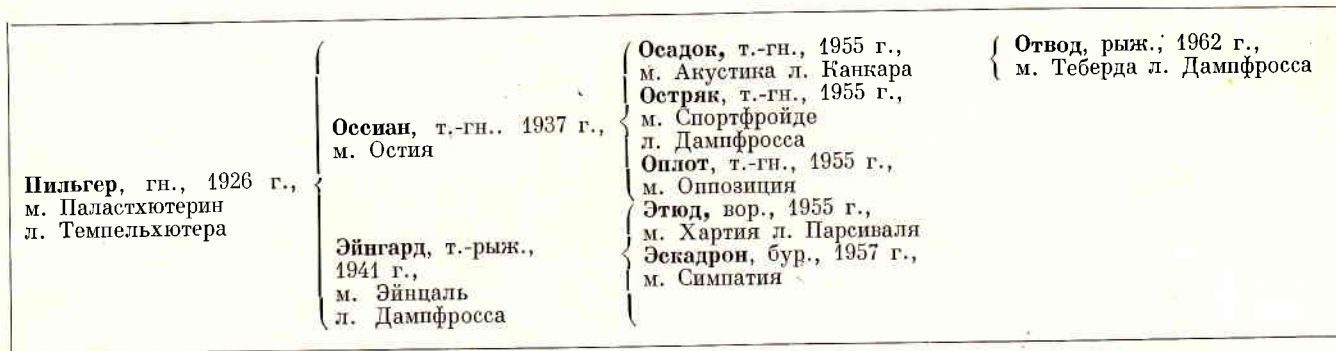 Пильгер, гн., 1926 г.,
м. Паластхютерин
л. Темпельхютера
Оссиан, т.-гн.. 1937 г.,
м. Остия
Эйнгард, т.-рыж.,
1941 г.,
м. Эйнцаль
л. Дампфросса
Осадок, т.-гн., 1955 г.,
м. Акустика л. Канкара
Остряк, т.-гн., 1955 г.,
м. Спортфройде
л. Дампфросса
Оплот, т.-гн., 1955 г.,
м. Оппозиция
Этюд, вор., 1955 г.,
м. Хартия л. Парсиваля
Эскадрон, бур., 1957 г.,
м. Симпатия
Отвод, рыж., 1962 г.,
м. Теберда л. Дампфросса